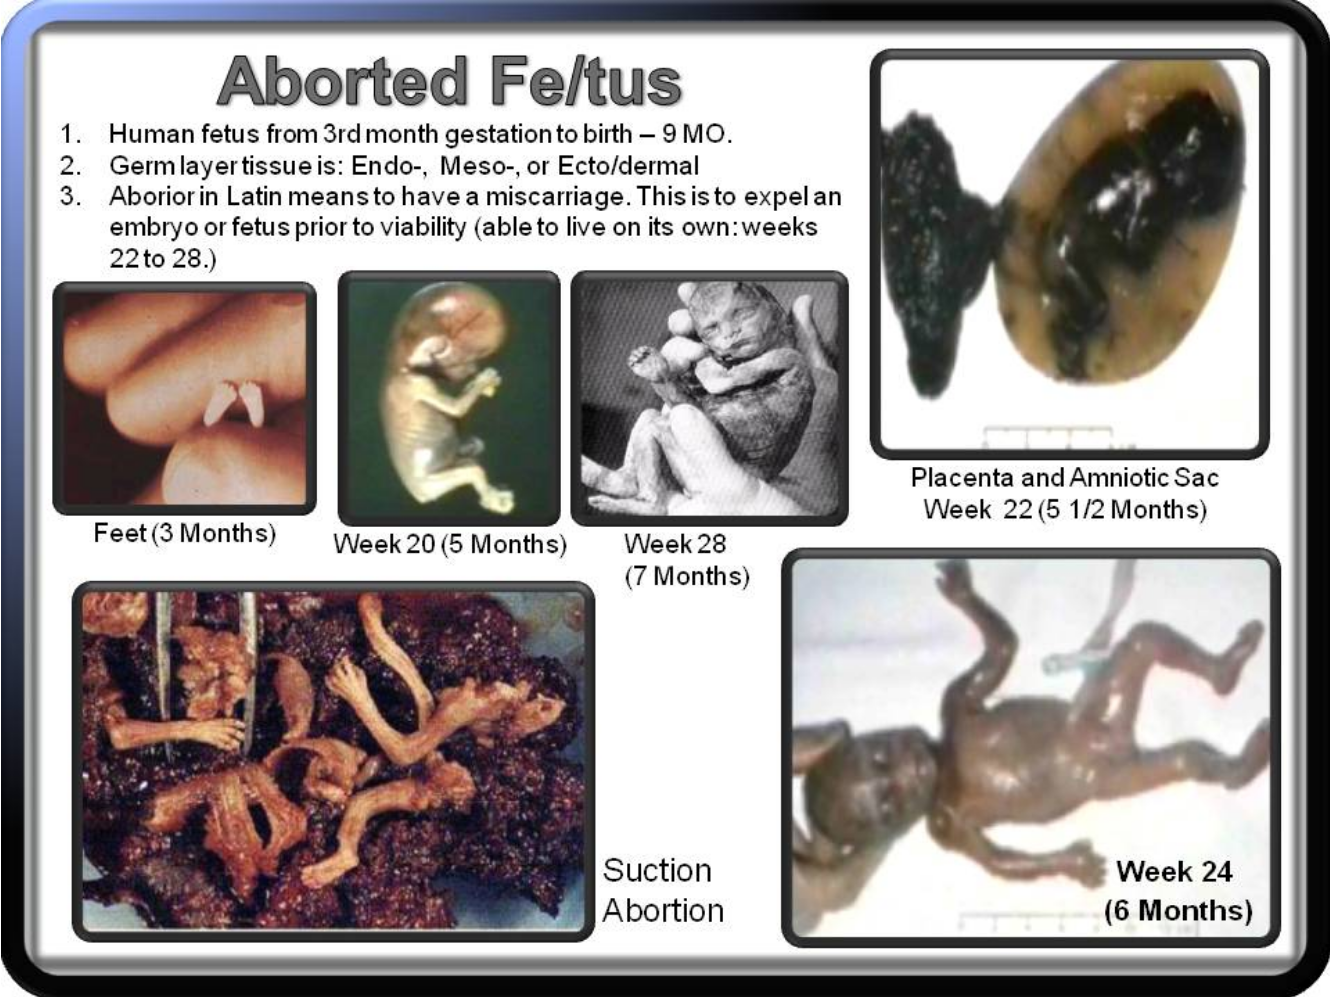 Aborted Fe/tus
1. Human fetus from 3rd month gestation to birth – 9 MO.
2. Germ layer tissue is: Endo-, Meso-, or Ecto/dermal
3. Aborior in Latin means to have a miscarriage. This is to expel an
embryo or fetus prior to viability (able to live on its own: weeks
22 to 28.)
Placenta and Amniotic Sac
Week 22 (5 1/2 Months)
Feet (3 Months)
Week 20 (5 Months)
Week 28
(7 Months)
Suction
Abortion
Week 24
(6 Months)